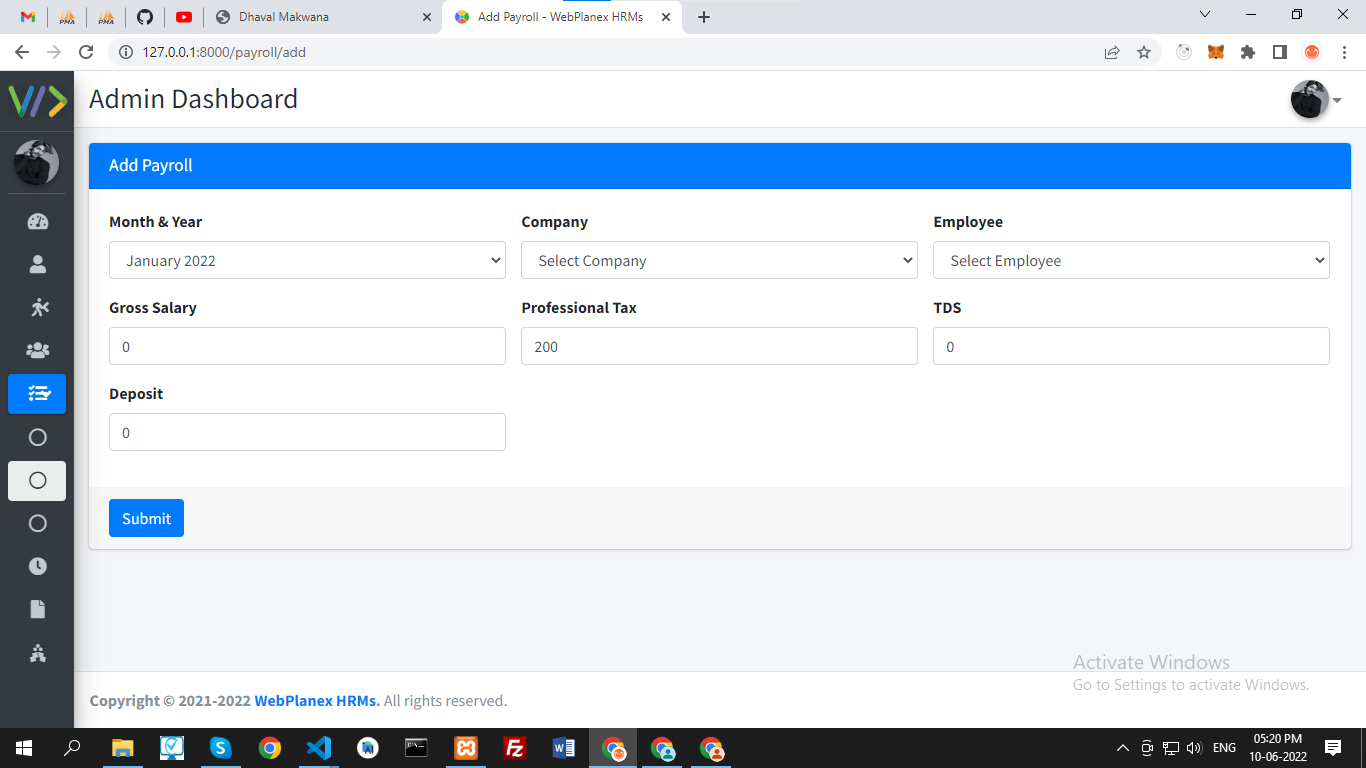 Dhaval Makwana
Add Payroll - WebPlanex HRMs
127.0.0.1:8000/payroll/add
Admin Dashboard
Add Payroll
Month & Year Company Employee
January 2022 Select Company Select Employee
Gross Salary Professional Tax TDS
0 200 0
Deposit
0
Submit
Activate Windows
Go to Settings to activate Windows.
Copyright © 2021-2022 WebPlanex HRMs. All rights reserved.
ENG
05:20 PM
10-06-2022